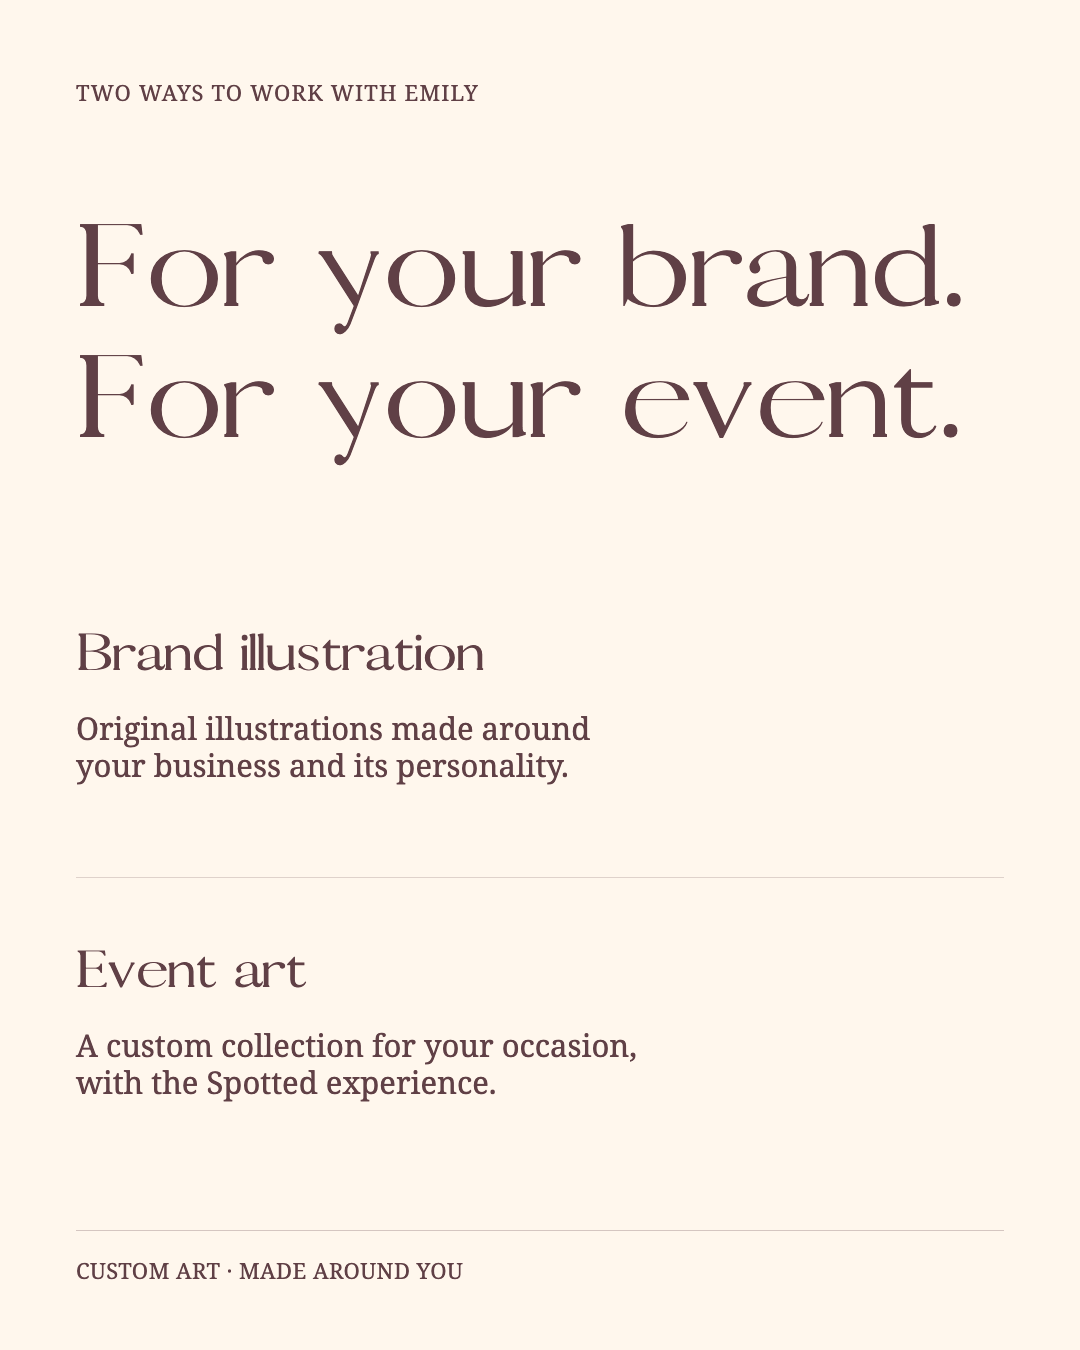 TWO WAYS TO WORK WITH EMILY
For your brand.
For your event.
Brand illustration
Original illustrations made around
your business and its personality.
Event art
A custom collection for your occasion,
with the Spotted experience.
CUSTOM ART · MADE AROUND YOU